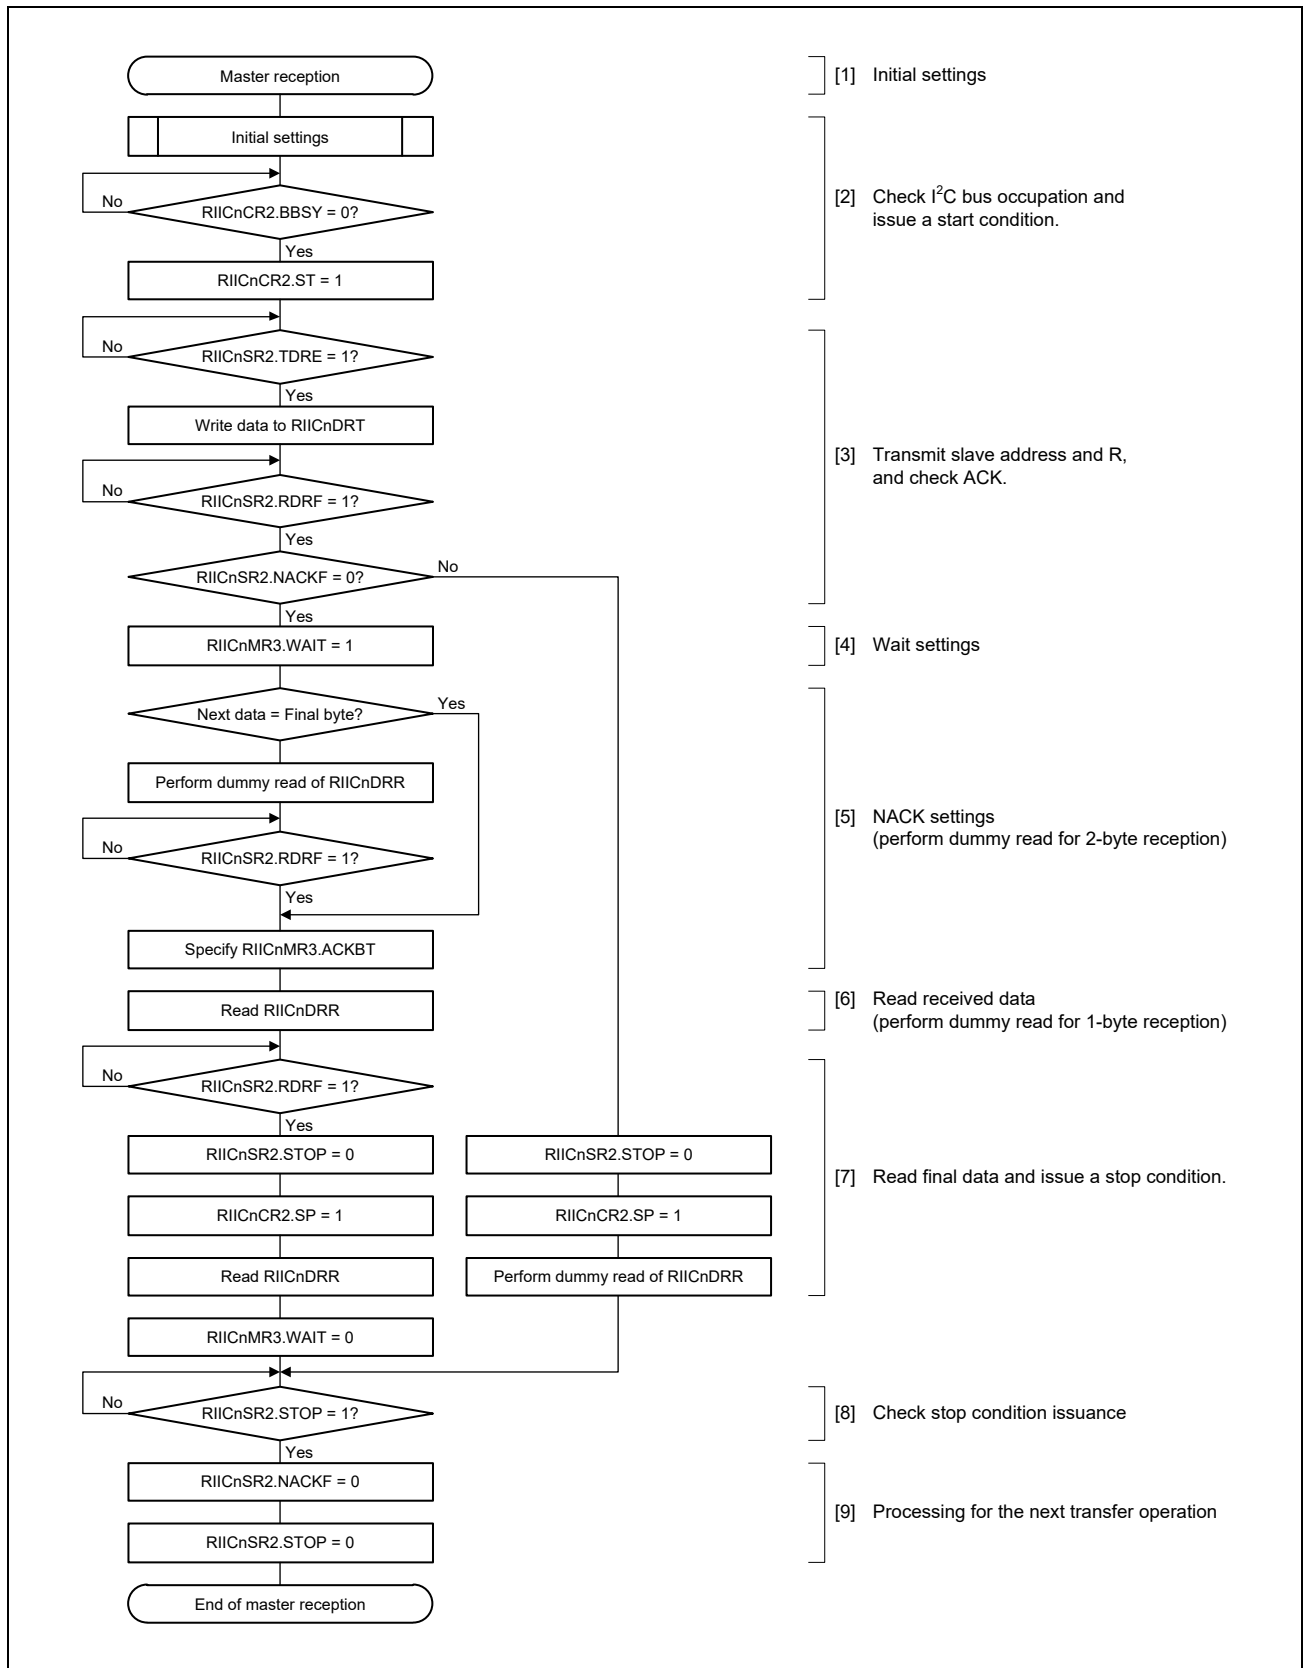 Master reception
[1] Initial settings
Initial settings
No
RIICnCR2.BBSY = 0?
[2] Check I²C bus occupation and
issue a start condition.
Yes
RIICnCR2.ST = 1
No
RIICnSR2.TDRE = 1?
Yes
Write data to RIICnDRT
[3] Transmit slave address and R,
and check ACK.
No
RIICnSR2.RDRF = 1?
Yes
RIICnSR2.NACKF = 0?
No
Yes
RIICnMR3.WAIT = 1
[4] Wait settings
Next data = Final byte?
Yes
Perform dummy read of RIICnDRR
[5] NACK settings
(perform dummy read for 2-byte reception)
No
RIICnSR2.RDRF = 1?
Yes
Specify RIICnMR3.ACKBT
Read RIICnDRR
[6] Read received data
(perform dummy read for 1-byte reception)
No
RIICnSR2.RDRF = 1?
Yes
RIICnSR2.STOP = 0
RIICnSR2.STOP = 0
[7] Read final data and issue a stop condition.
RIICnCR2.SP = 1
RIICnCR2.SP = 1
Read RIICnDRR
Perform dummy read of RIICnDRR
RIICnMR3.WAIT = 0
No
RIICnSR2.STOP = 1?
[8] Check stop condition issuance
Yes
RIICnSR2.NACKF = 0
[9] Processing for the next transfer operation
RIICnSR2.STOP = 0
End of master reception